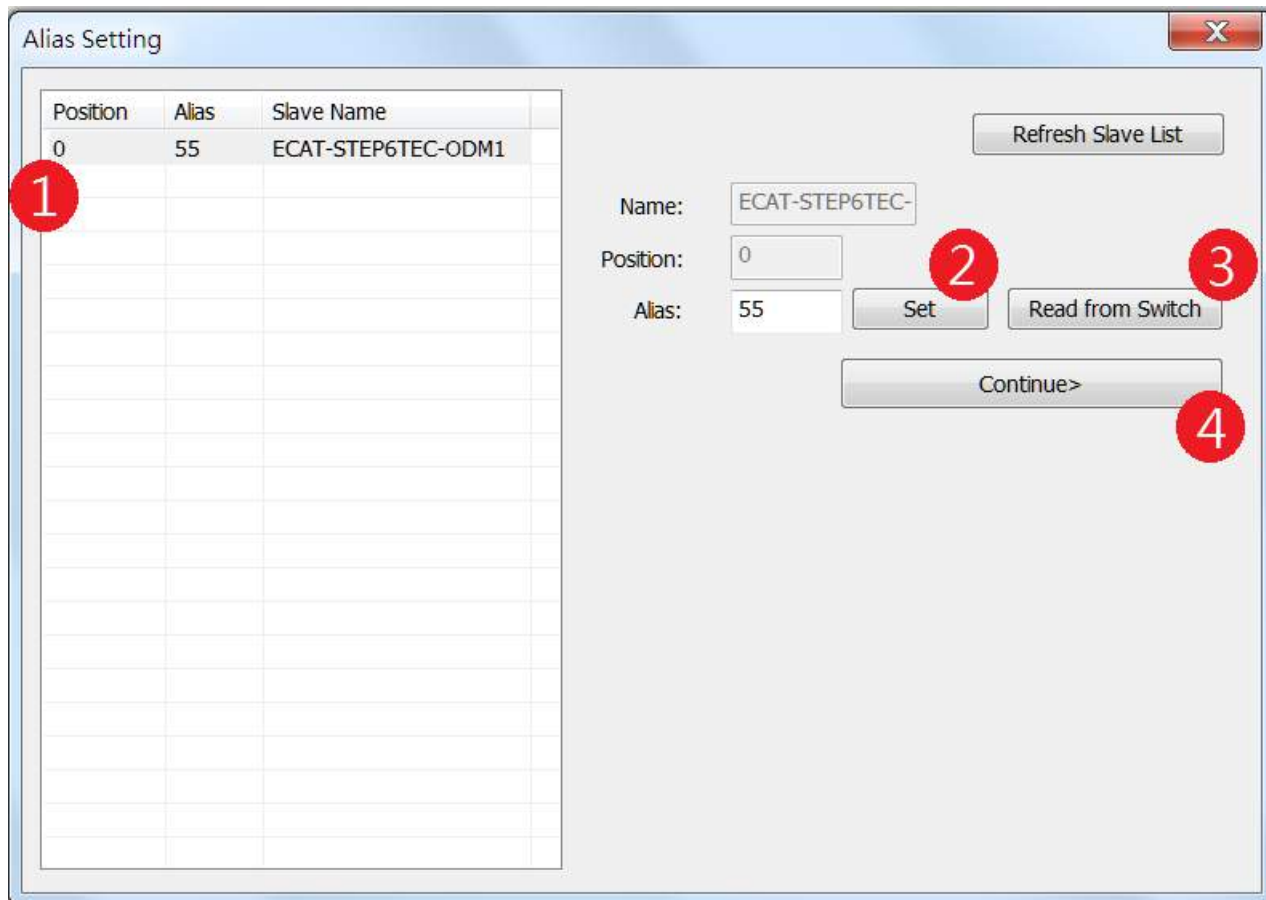 Alias Setting
X
Position Alias Slave Name
0 55 ECAT-STEP6TEC-ODM1
1
Refresh Slave List
Name: ECAT-STEP6TEC-
Position: 0
2
3
Alias: 55 Set Read from Switch
Continue>
4